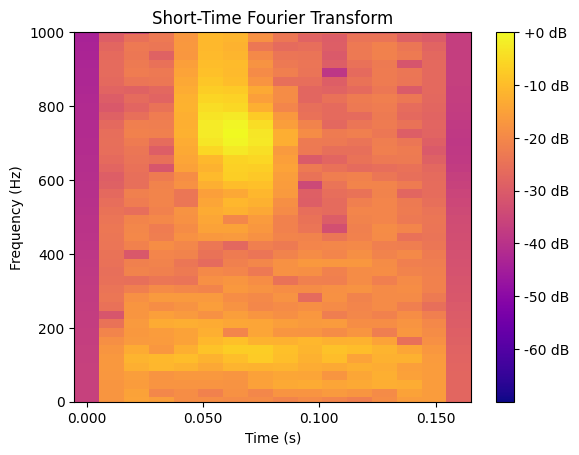 Short-Time Fourier Transform
1000
800
600
400
200
0
Frequency (Hz)
0.000
0.050
0.100
0.150
Time (s)
+0 dB
-10 dB
-20 dB
-30 dB
-40 dB
-50 dB
-60 dB